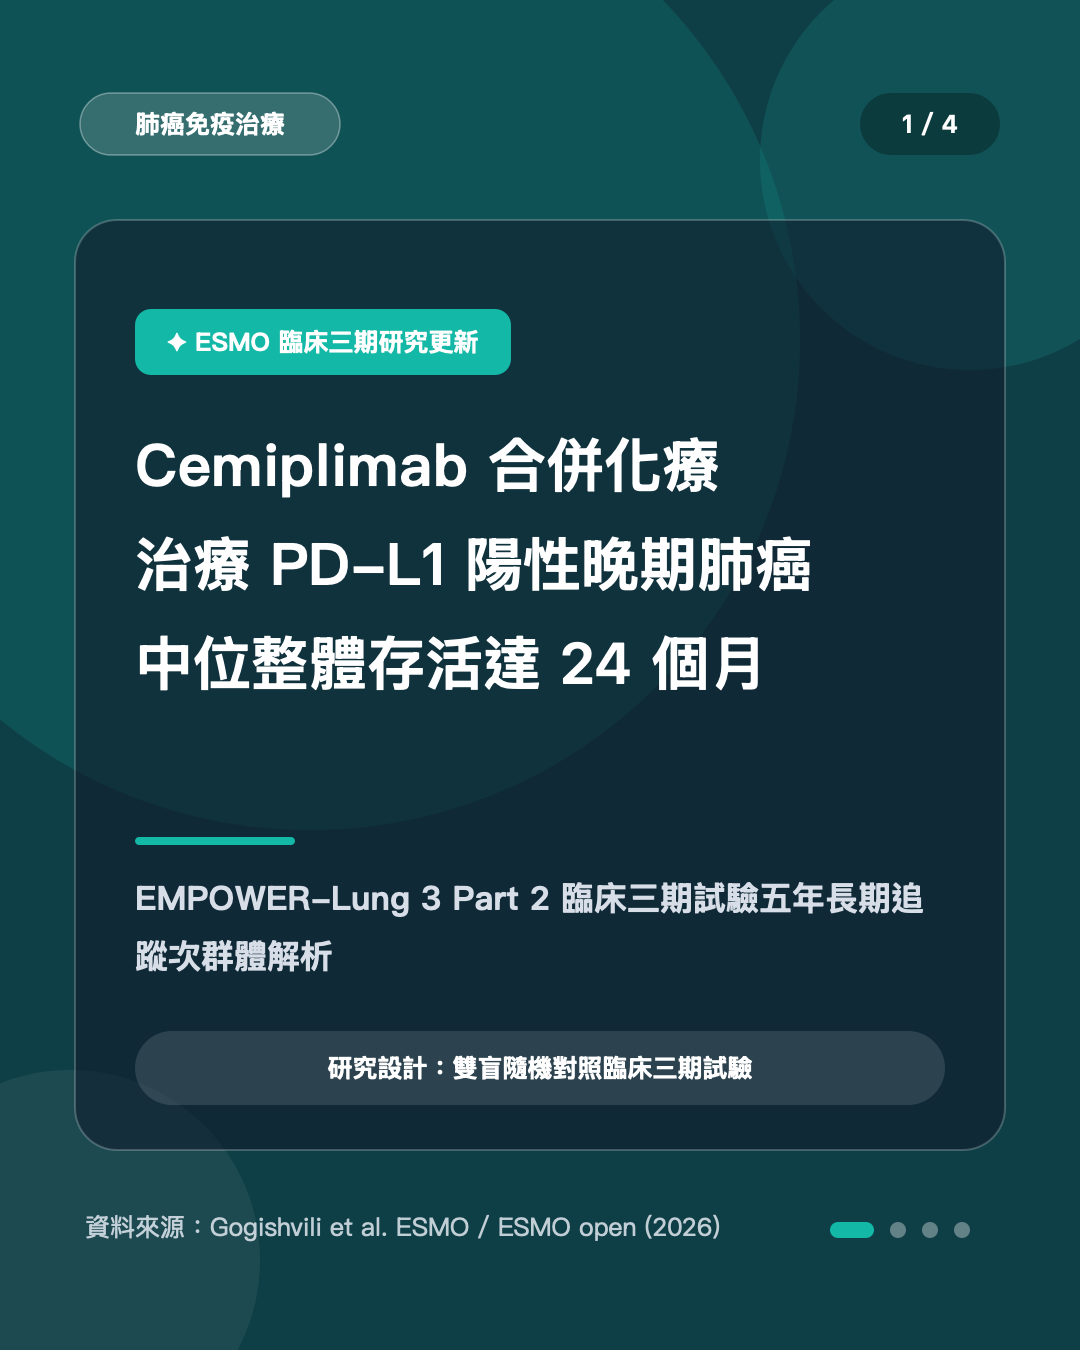 肺癌免疫治療
1 / 4
✦ ESMO 臨床三期研究更新
Cemiplimab 合併化療
治療 PD-L1 陽性晚期肺癌
中位整體存活達 24 個月
EMPOWER-Lung 3 Part 2 臨床三期試驗五年長期追
蹤次群體解析
研究設計：雙盲隨機對照臨床三期試驗
資料來源：Gogishvili et al. ESMO / ESMO open (2026)